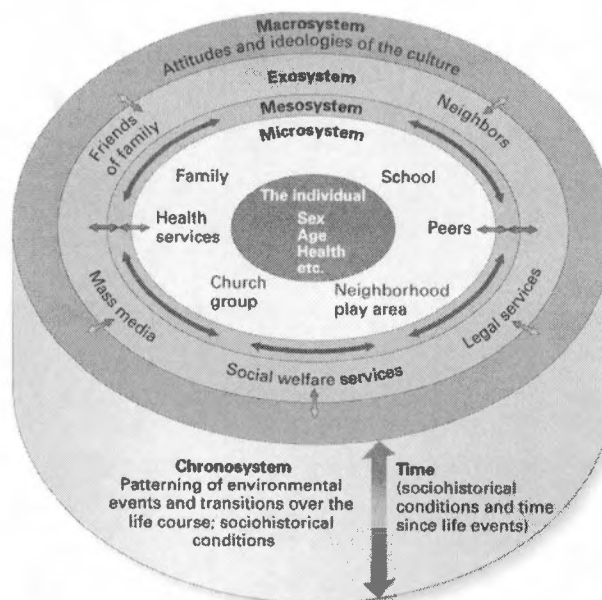 Macrosystem
Attitudes and ideologies of the culture
Exosystem
Mesosystem
Microsystem
Friends
of family
Neighbors
Family
School
The individual
Sex
Age
Health
etc.
Health
services
Peers
Church
group
Neighborhood
play area
Mass media
Legal services
Social welfare services
Chronosystem
Patterning of environmental
events and transitions over the
life course; sociohistorical
conditions
Time
(sociohistorical
conditions and time
since life events)